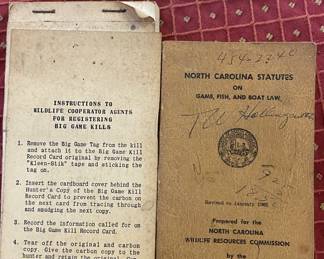 INSTRUCTIONS TO
WILDLIFE COOPERATOR AGENTS
FOR REGISTERING
BIG GAME KILLS
1. Remove the Big Game Tag from the kill
and attach it to the Big Game Kill
Record Card original by removing the
"Kleen-Stik" tape and sticking the
tag on.
2. Insert the cardboard cover behind the
Hunter's Copy of the Big Game Kill
Record Card to prevent the carbon on
the next card from tracing through
and smudging the next copy.
3. Record the information called for on
the Big Game Kill Record Card.
4. Tear off the original and carbon
copy. Give the carbon copy to the
hunter and retain the original.
NORTH CAROLINA STATUTES
ON
GAME, FISH, AND BOAT LAW
Revised to January
Prepared for the
NORTH CAROLINA
WILDLIFE RESOURCES COMMISSION
by the